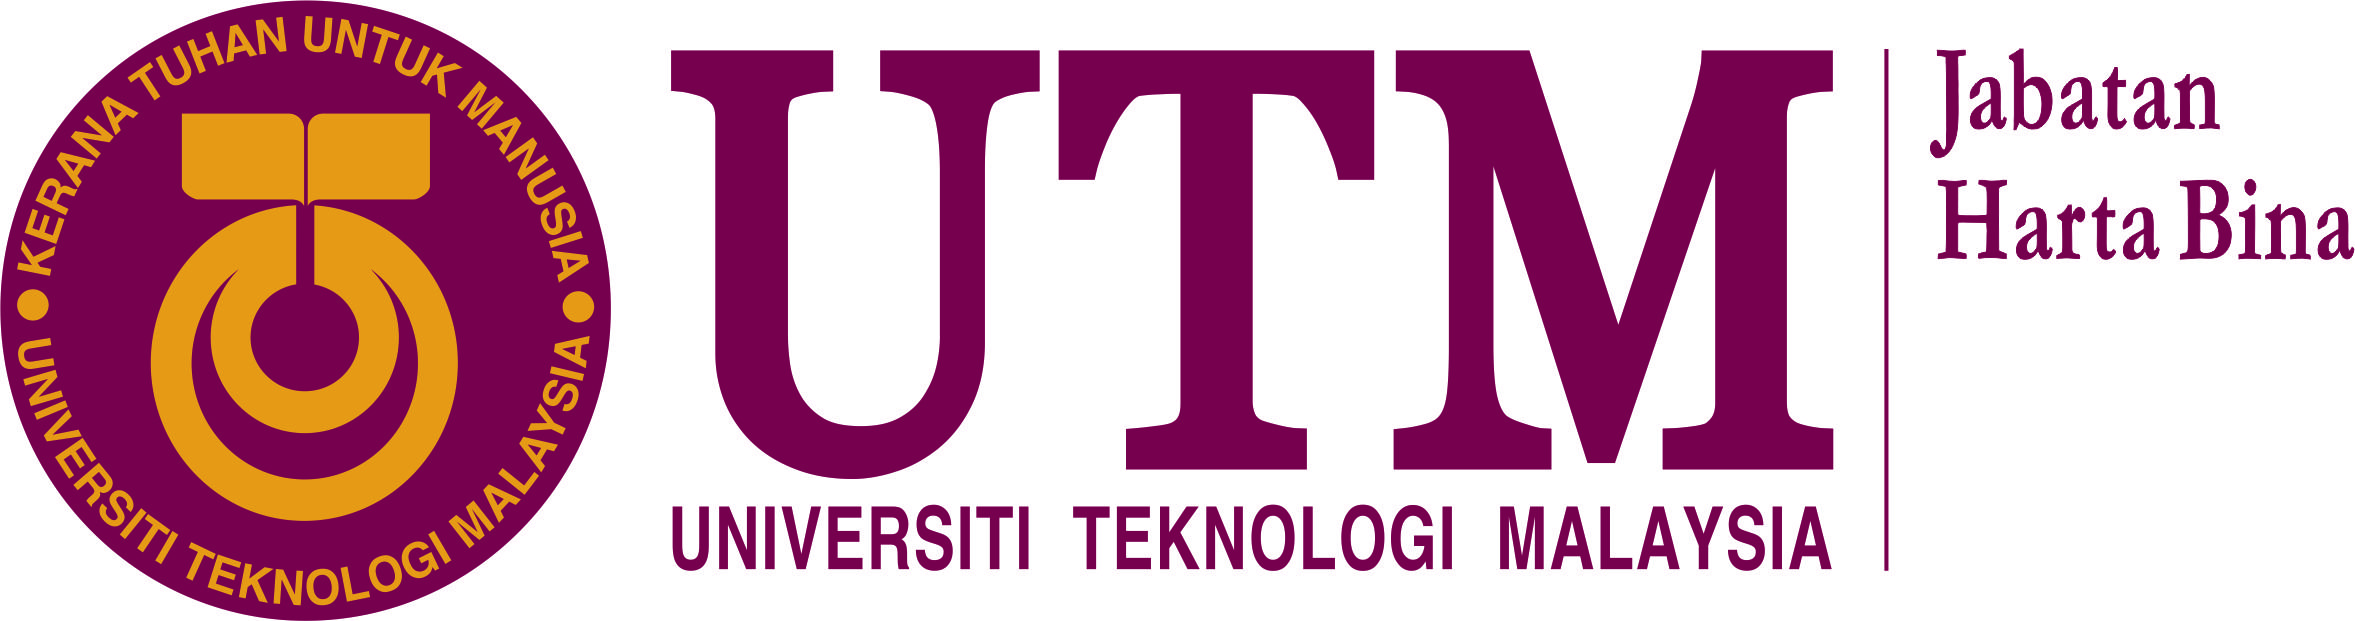 KERANA TUHAN UNTUK MANUSIA
UNIVERSITI TEKNOLOGI MALAYSIA
UTM
UNIVERSITI TEKNOLOGI MALAYSIA
Jabatan
Harta Bina